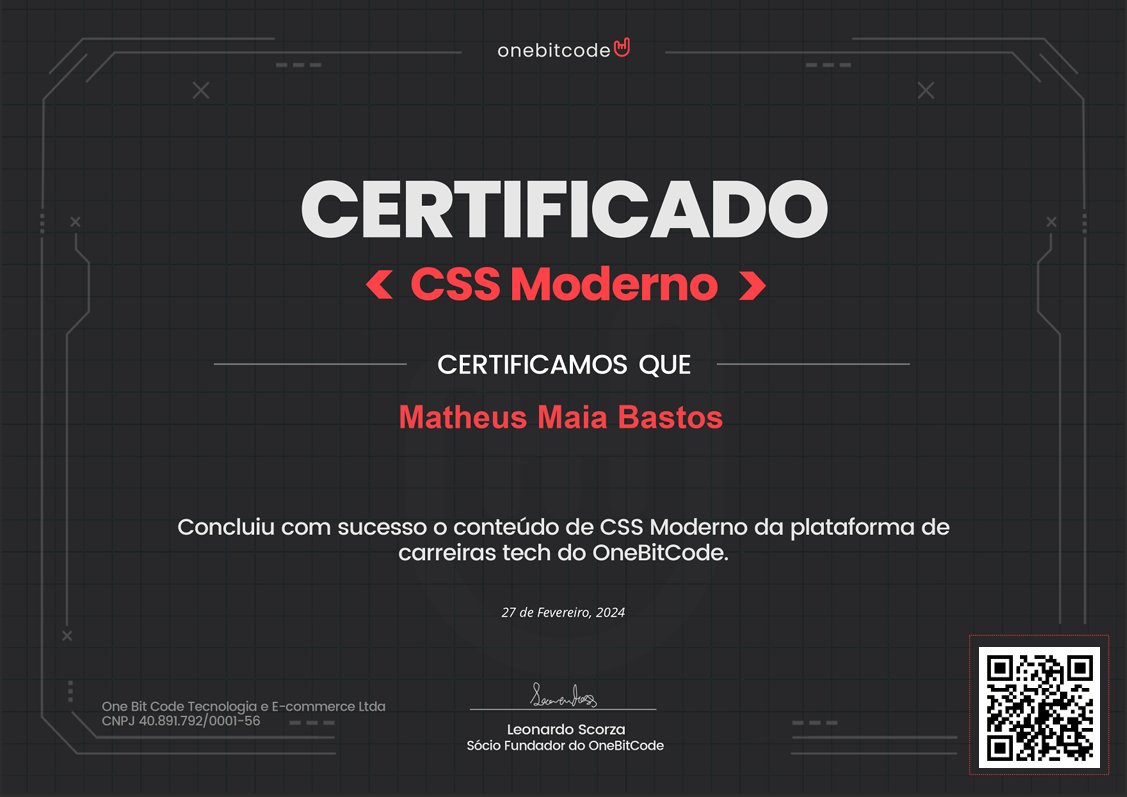 onebitcode
CERTIFICADO
< CSS Moderno >
CERTIFICAMOS QUE
Matheus Maia Bastos
Concluiu com sucesso o conteúdo de CSS Moderno da plataforma de
carreiras tech do OneBitCode.
27 de Fevereiro, 2024
One Bit Code Tecnologia e E-commerce Ltda
CNPJ 40.891.792/0001-56
Leonardo Scorza
Sócio Fundador do OneBitCode